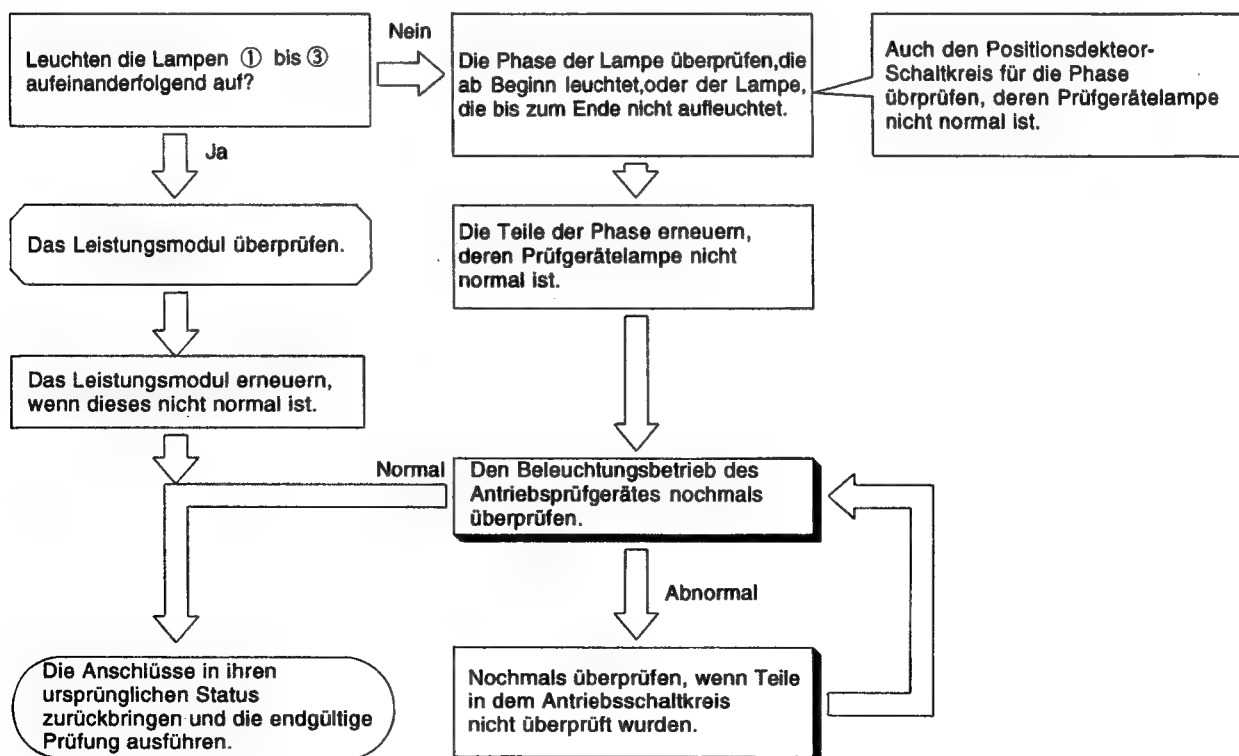 Leuchten die Lampen ① bis ③
aufeinanderfolgend auf?
Nein
Die Phase der Lampe überprüfen,die
ab Beginn leuchtet,oder der Lampe,
die bis zum Ende nicht aufleuchtet.
Auch den Positionsdekteor-
Schaltkreis für die Phase
übrprüfen, deren Prüfgerätelampe
nicht normal ist.
Ja
Das Leistungsmodul überprüfen.
Die Teile der Phase erneuern,
deren Prüfgerätelampe nicht
normal ist.
Das Leistungsmodul erneuern,
wenn dieses nicht normal ist.
Normal
Den Beleuchtungsbetrieb des
Antriebsprüfgerätes nochmals
überprüfen.
Abnormal
Die Anschlüsse in ihren
ursprünglichen Status
zurückbringen und die endgültige
Prüfung ausführen.
Nochmals überprüfen, wenn Teile
in dem Antriebsschaltkreis
nicht überprüft wurden.